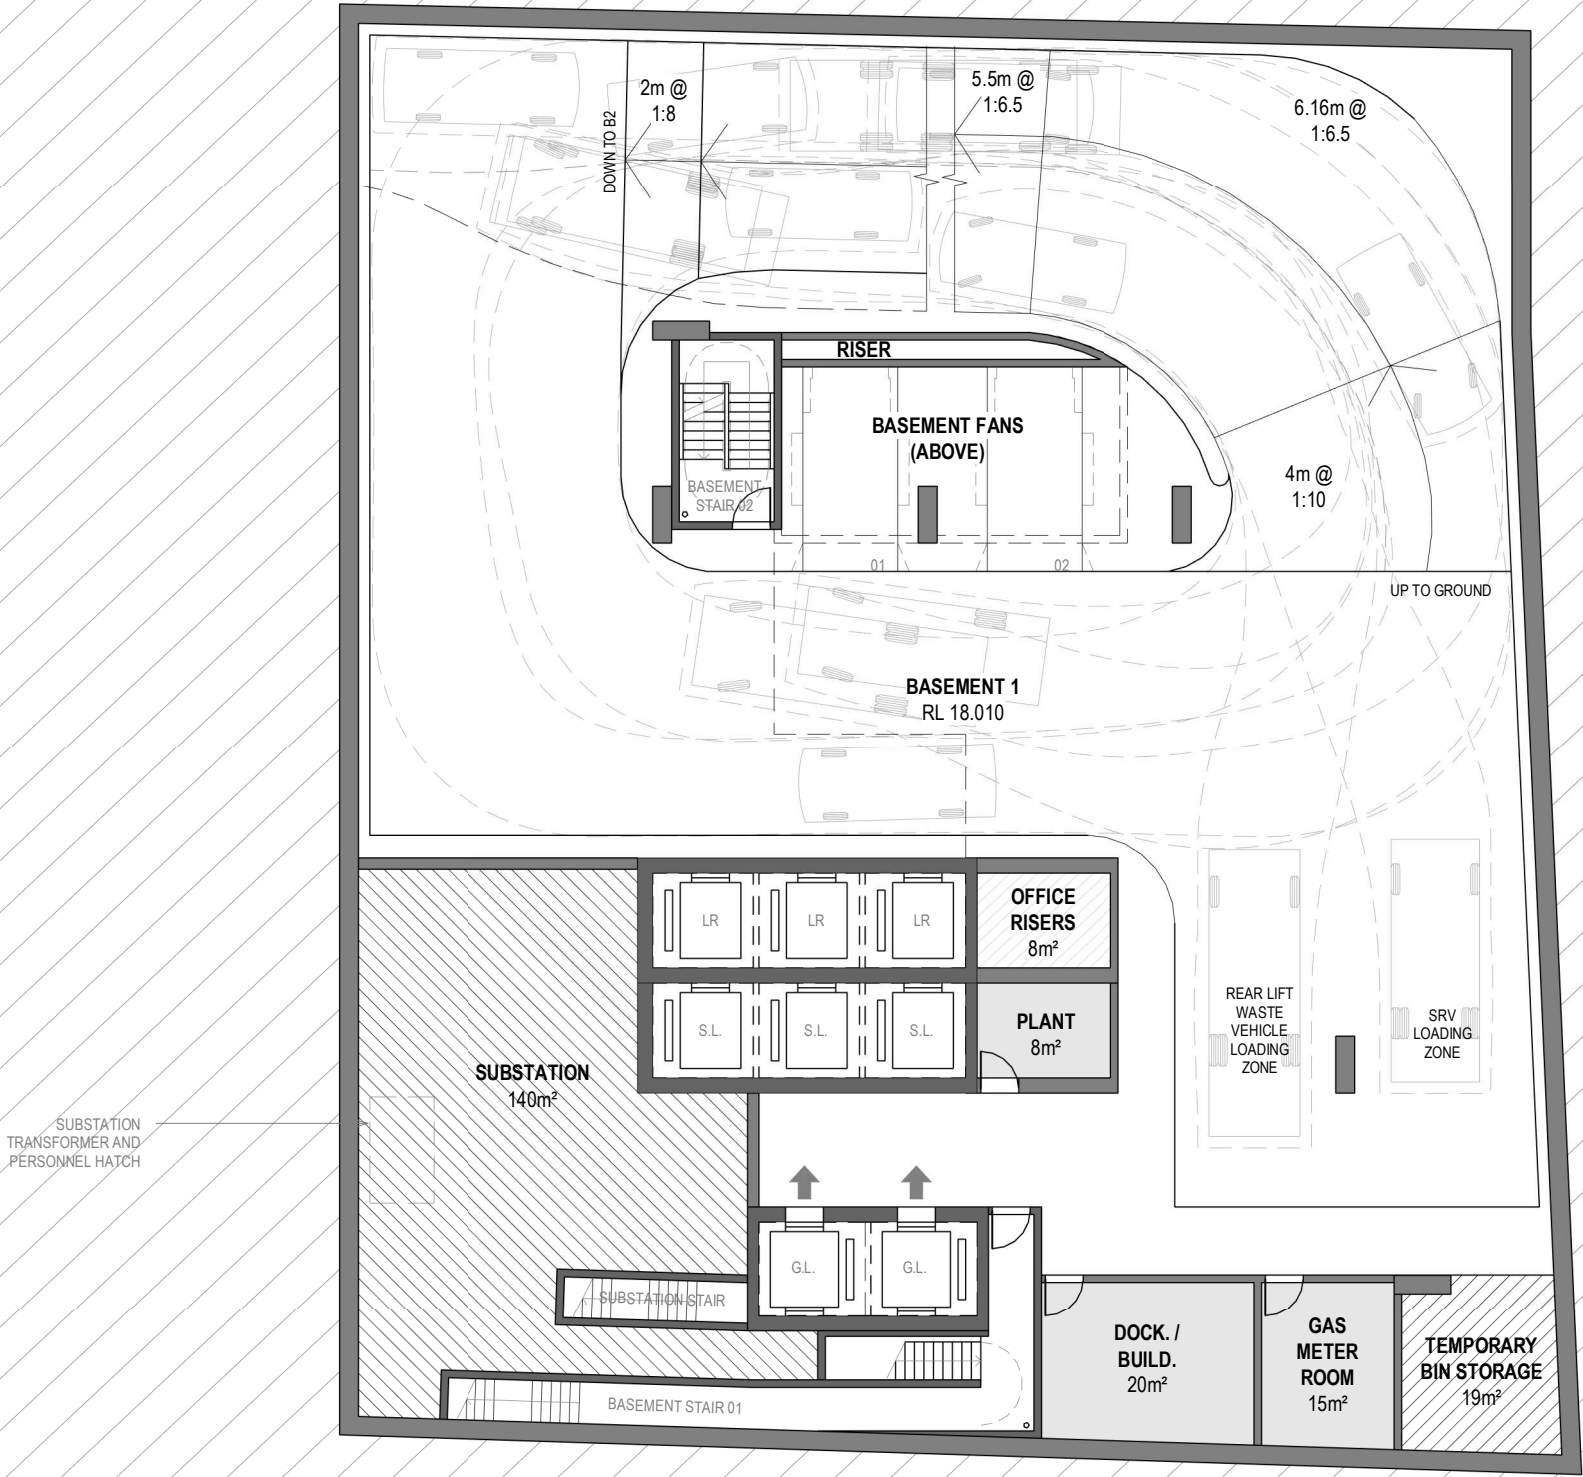 2m @
1:8
5.5m @
1:6.5
6.16m @
1:6.5
DOWN TO B2
RISER
BASEMENT FANS
(ABOVE)
BASEMENT
STAIR 02
4m @
1:10
01
02
UP TO GROUND
BASEMENT 1
RL 18.010
LR
LR
LR
OFFICE
RISERS
8m²
S.L.
S.L.
S.L.
PLANT
8m²
REAR LIFT
WASTE
VEHICLE
LOADING
ZONE
SRV
LOADING
ZONE
SUBSTATION
140m²
SUBSTATION
TRANSFORMER AND
PERSONNEL HATCH
G.L.
G.L.
SUBSTATION STAIR
BASEMENT STAIR 01
DOCK. /
BUILD.
20m²
GAS
METER
ROOM
15m²
TEMPORARY
BIN STORAGE
19m²